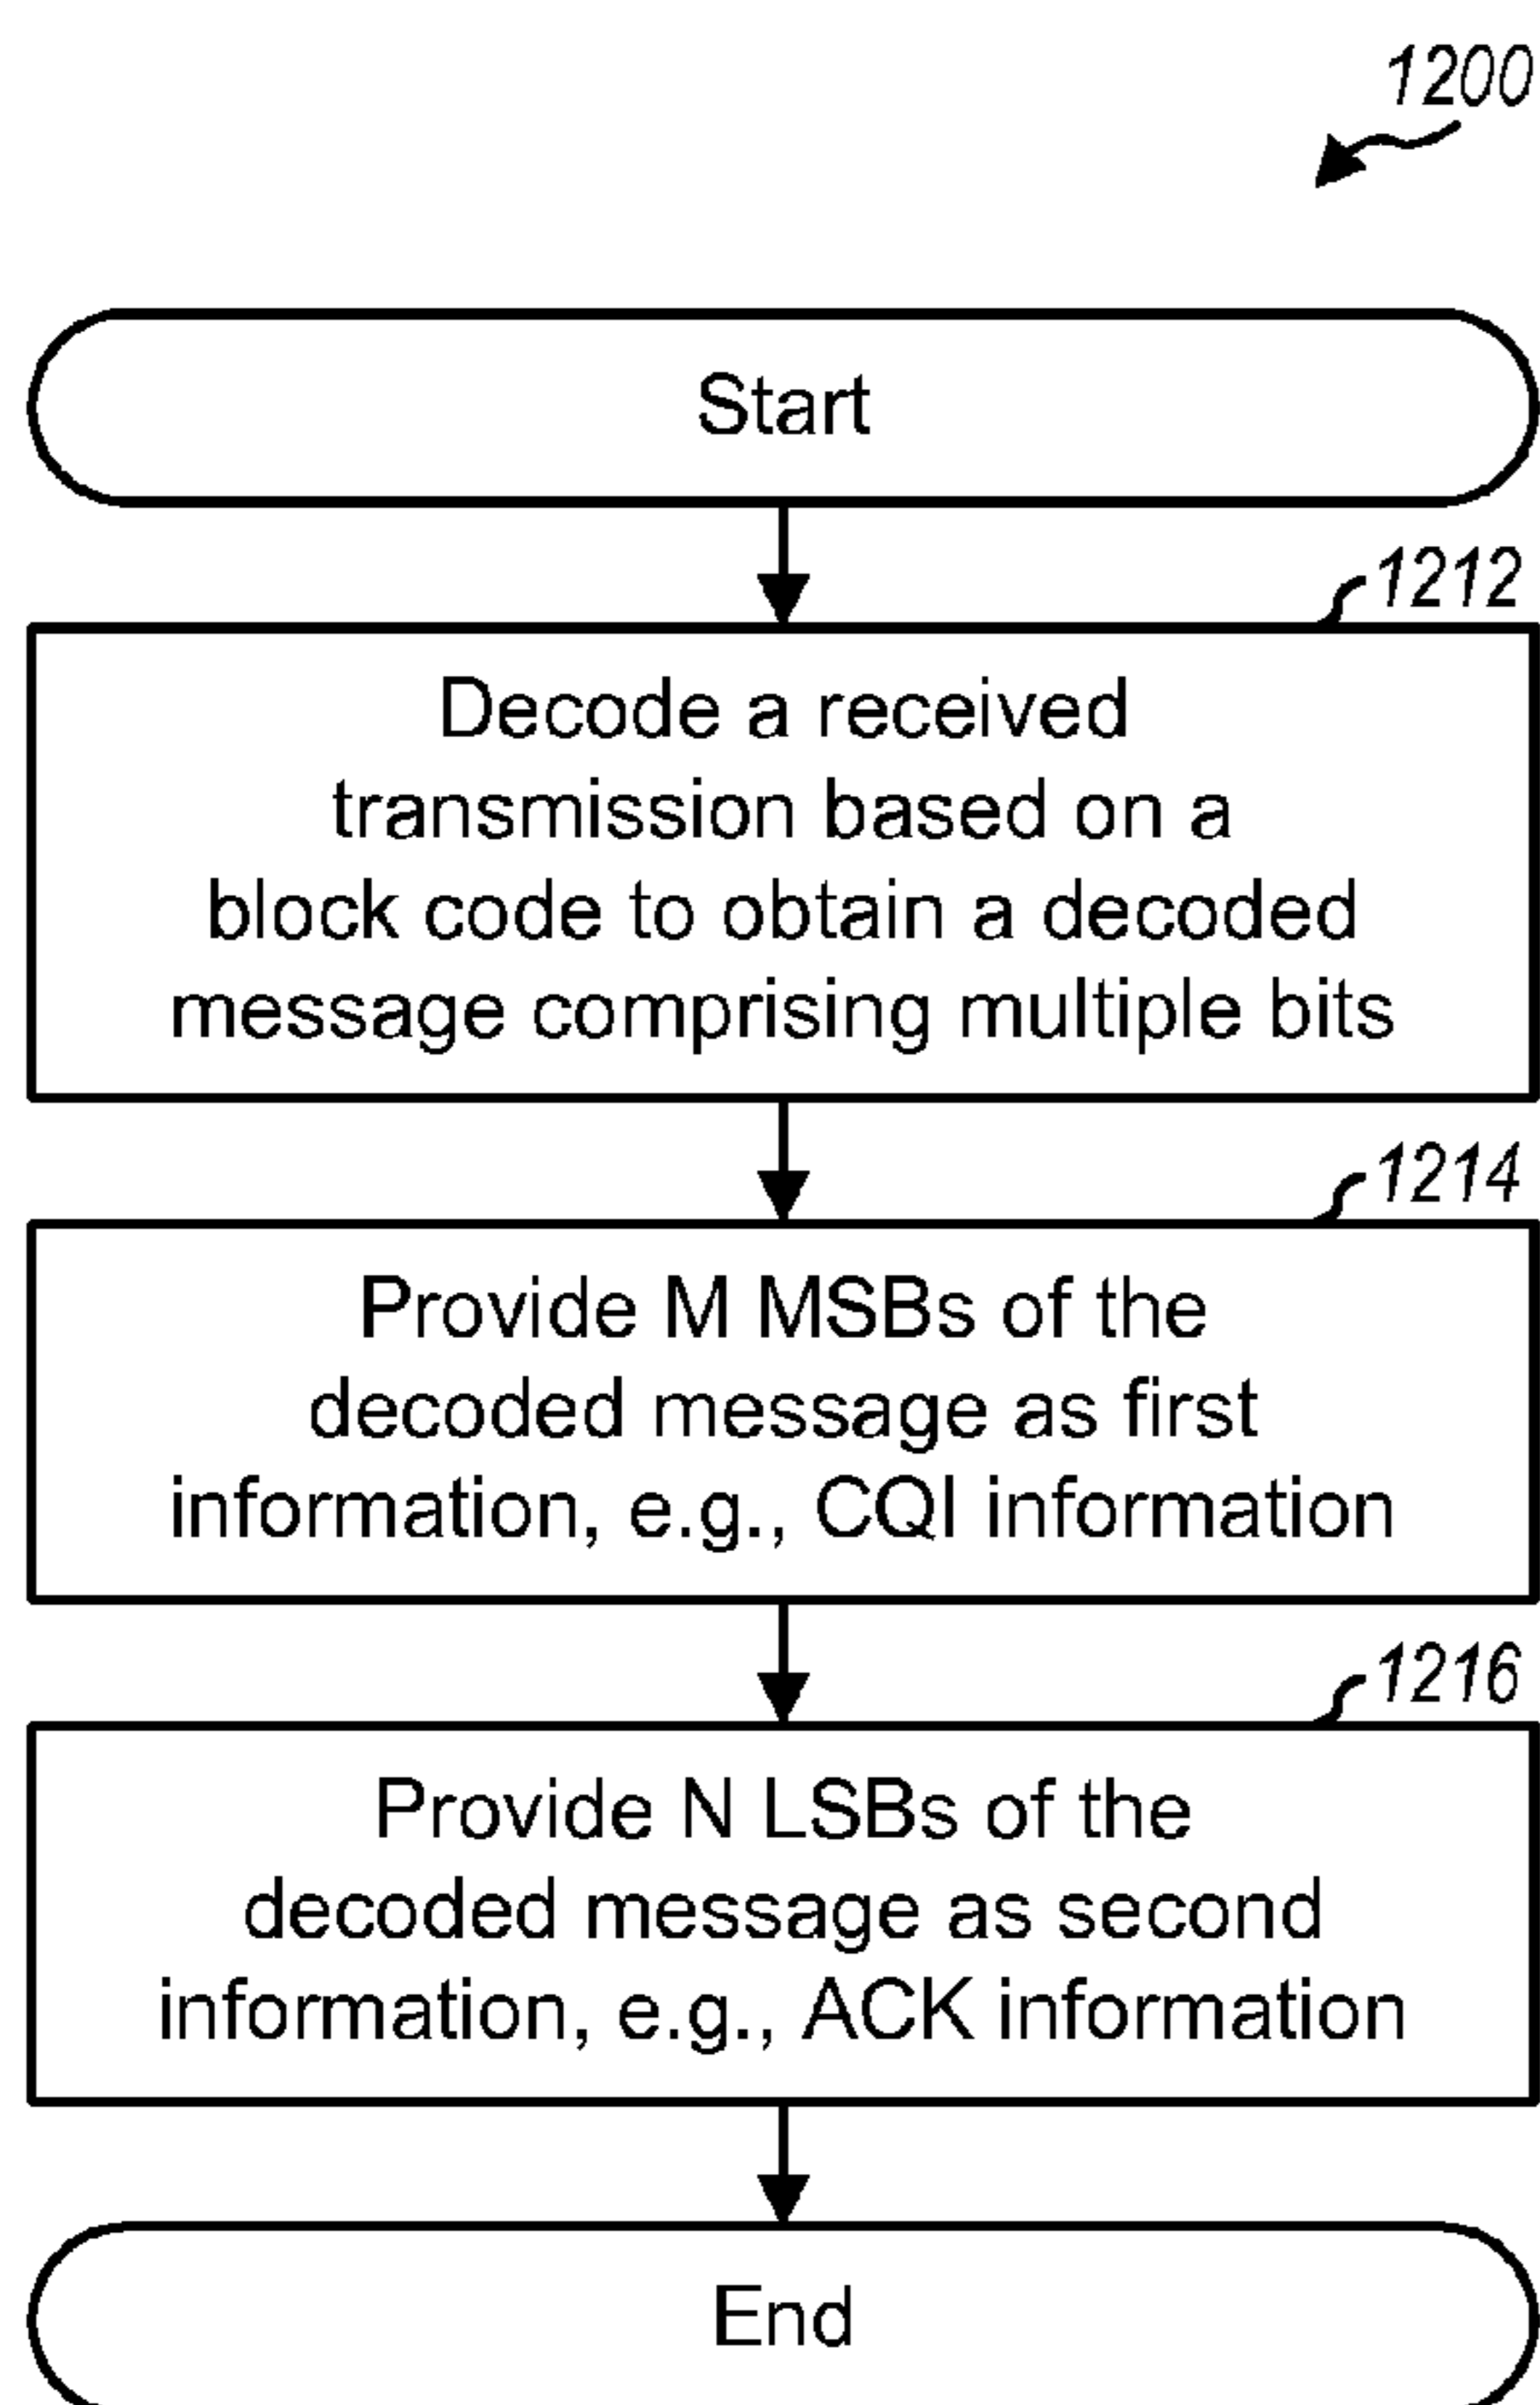 1200
Start
1212
Decode a received
transmission based on a
block code to obtain a decoded
message comprising multiple bits
1214
Provide M MSBs of the
decoded message as first
information, e.g., CQI information
1216
Provide N LSBs of the
decoded message as second
information, e.g., ACK information
End